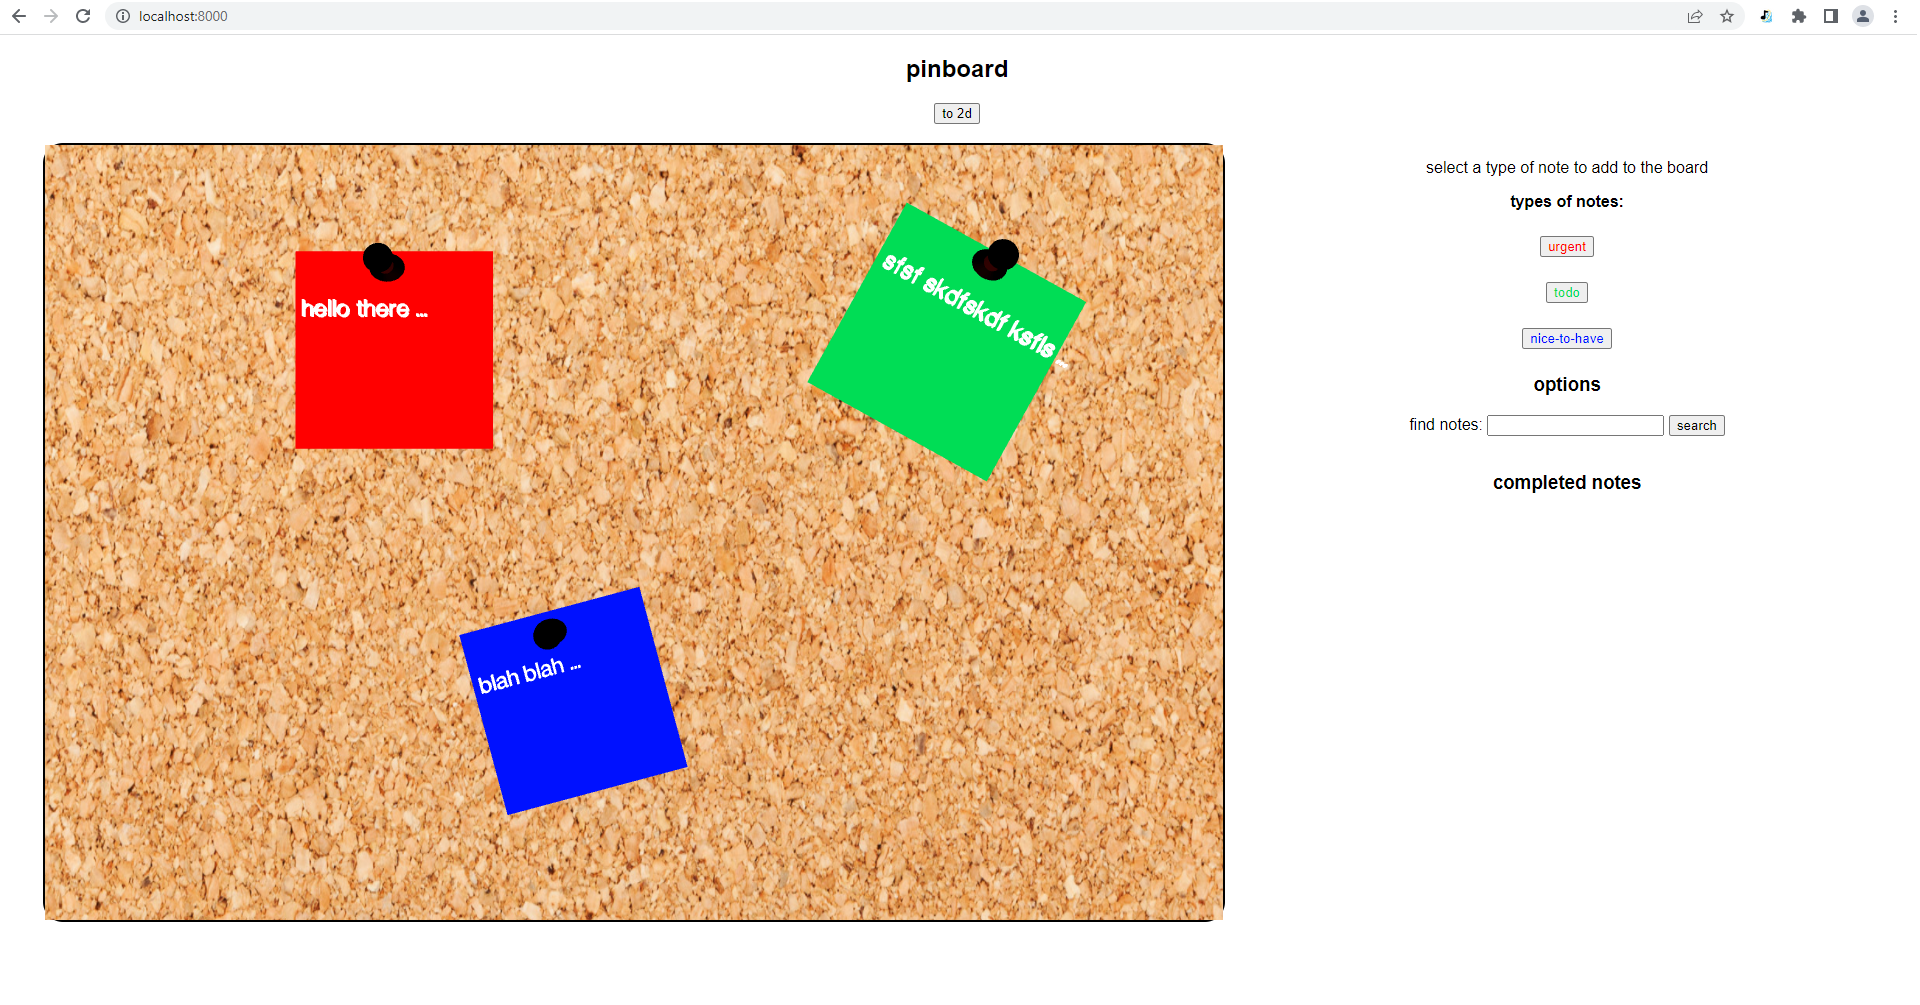 localhost:8000
pinboard
to 2d
select a type of note to add to the board
types of notes:
urgent
todo
nice-to-have
options
find notes:
search
completed notes
hello there ...
sfsf skdfskdf ksfls ...
blah blah ...